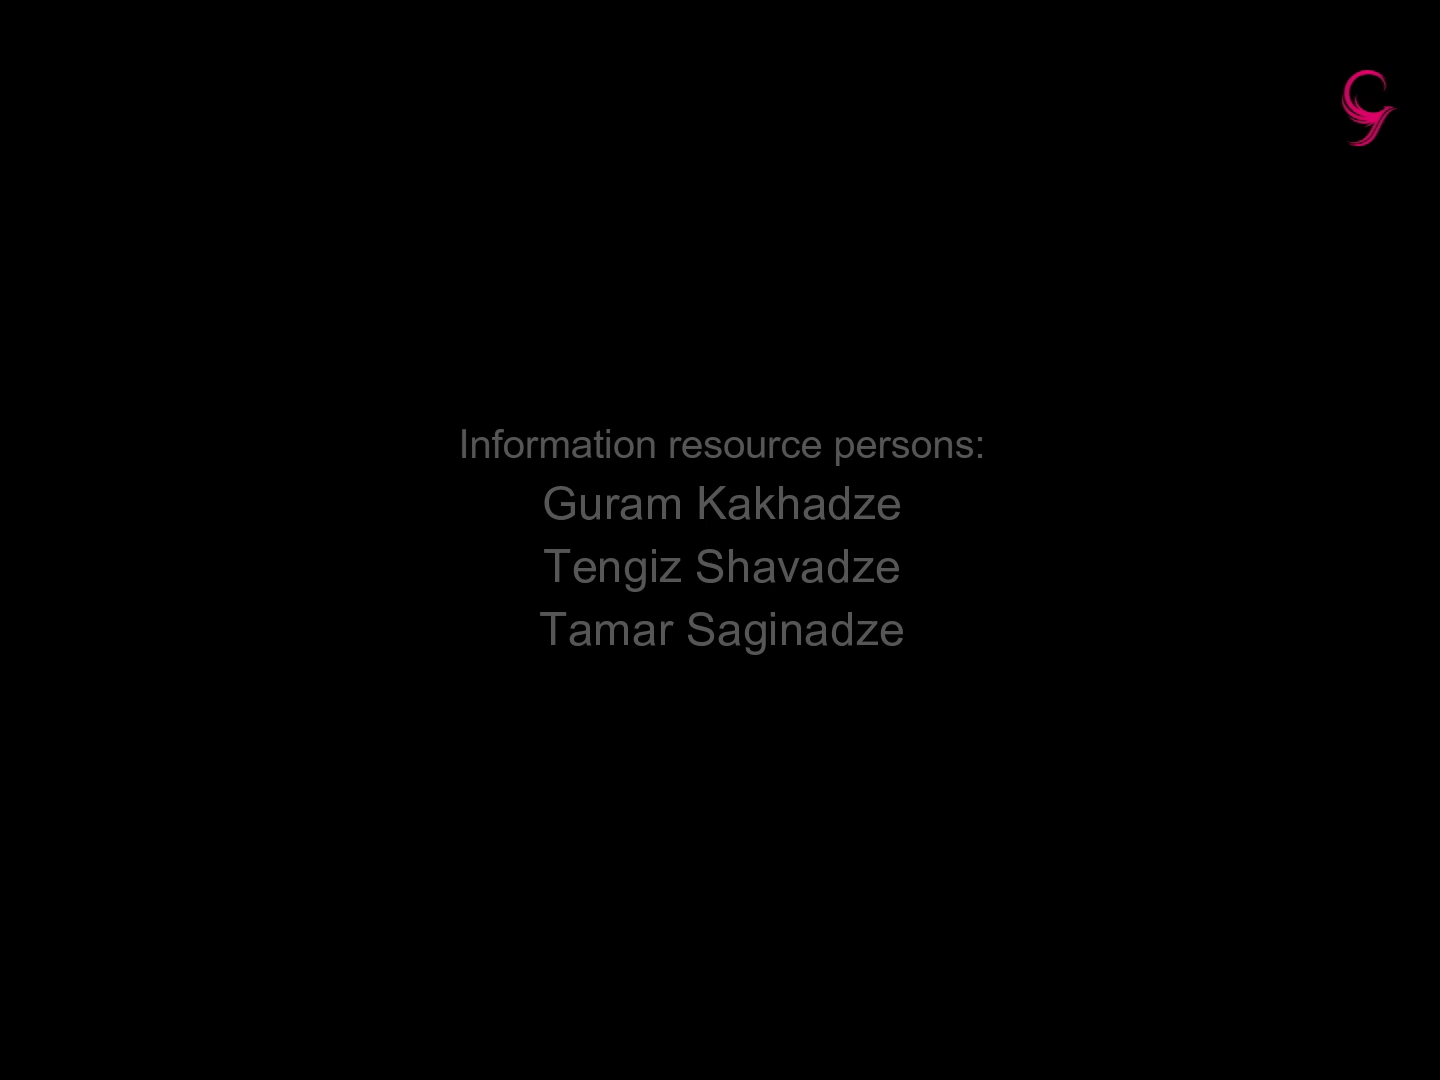 Information resource persons:
Guram Kakhadze
Tengiz Shavadze
Tamar Saginadze